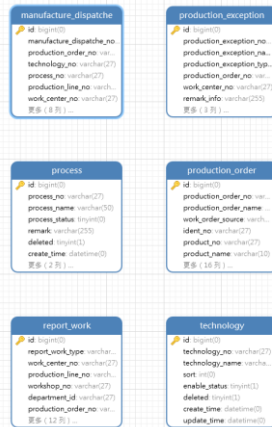 manufacture_dispatche
id: bigint(0)
manufacture_dispatche_no...
production_order_no: var...
technology_no: varchar(27)
process_no: varchar(27)
production_line_no: varch...
work_center_no: varchar(27)
更多 ( 8 列 ) ...
production_exception
id: bigint(0)
production_exception_no...
production_exception_na...
production_exception_typ...
production_order_no: var...
work_center_no: varchar(27)
remark_info: varchar(255)
更多 ( 3 列 ) ...
process
id: bigint(0)
process_no: varchar(27)
process_name: varchar(50)
process_status: tinyint(0)
remark: varchar(255)
deleted: tinyint(1)
create_time: datetime(0)
更多 ( 2 列 ) ...
production_order
id: bigint(0)
production_order_no: var...
production_order_name: ...
work_order_source: varch...
ident_no: varchar(27)
product_no: varchar(27)
product_name: varchar(10)
更多 ( 16 列 ) ...
report_work
id: bigint(0)
report_work_type: varchar...
work_center_no: varchar(27)
production_line_no: varch...
workshop_no: varchar(27)
department_id: varchar(27)
production_order_no: var...
更多 ( 12 列 ) ...
technology
id: bigint(0)
technology_no: varchar(27)
technology_name: varcha...
sort: int(0)
enable_status: tinyint(1)
deleted: tinyint(1)
create_time: datetime(0)
update_time: datetime(0)